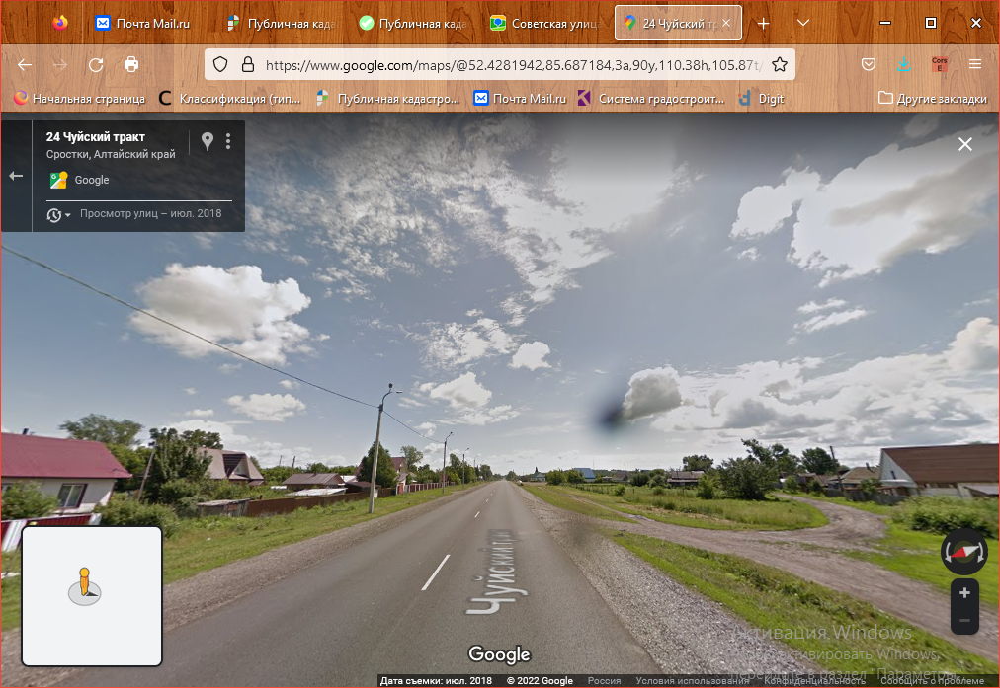 Почта Mail.ru
Публичная када
Публичная када
Советская улиц
24 Чуйский тр
https://www.google.com/maps/@52.4281942,85.687184,3a,90y,110.38h,105.87t/
Cors
E
Начальная страница
Классификация (тип...
Публичная кадастро...
Почта Mail.ru
Система градостроит...
Digit
Другие закладки
24 Чуйский тракт
Сростки, Алтайский край
Google
Просмотр улиц – июл. 2018
Чуйский тр
Активация Windows
активировать Windows,
перейдите в раздел "Параметры".
Google
Дата съемки: июл. 2018 © 2022 Google Россия Условия использования Конфиденциальность Сообщить о проблеме